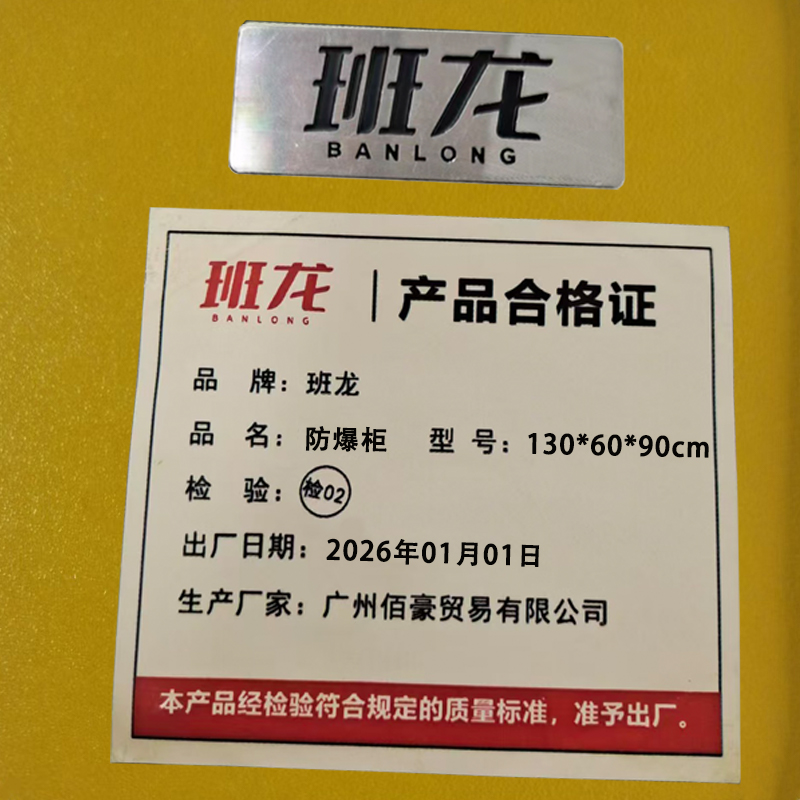 班龙
BANLONG
班龙 | 产品合格证
BANLONG
品 牌：班龙
品 名：防爆柜 型 号：130*60*90cm
检 验：检02
出厂日期：2026年01月01日
生产厂家：广州佰豪贸易有限公司
本产品经检验符合规定的质量标准，准予出厂。